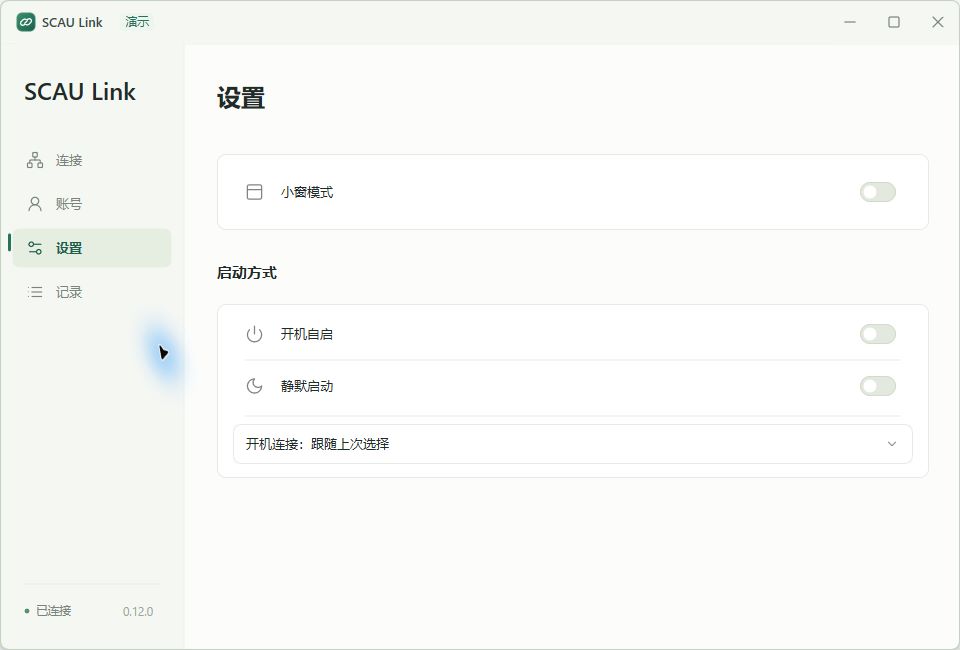 SCAU Link 演示
SCAU Link
连接
账号
设置
记录
已连接 0.12.0
设置
小窗模式
启动方式
开机自启
静默启动
开机连接：跟随上次选择